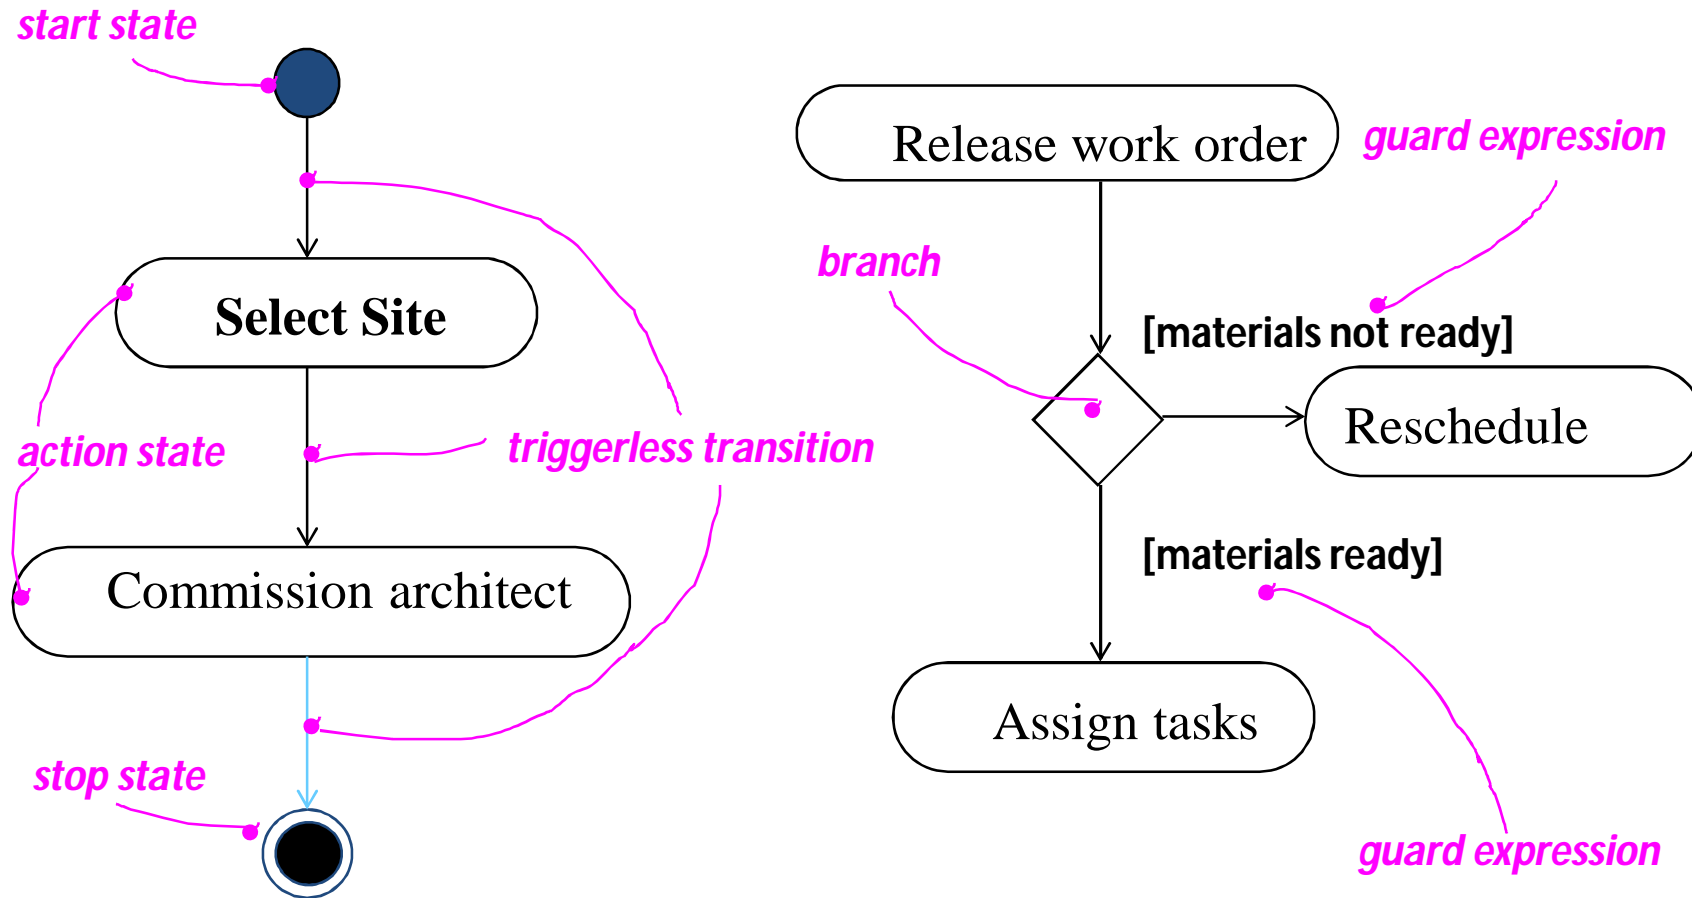 start state
Release work order
guard expression
branch
Select Site
[materials not ready]
action state
triggerless transition
Reschedule
[materials ready]
Commission architect
Assign tasks
stop state
guard expression